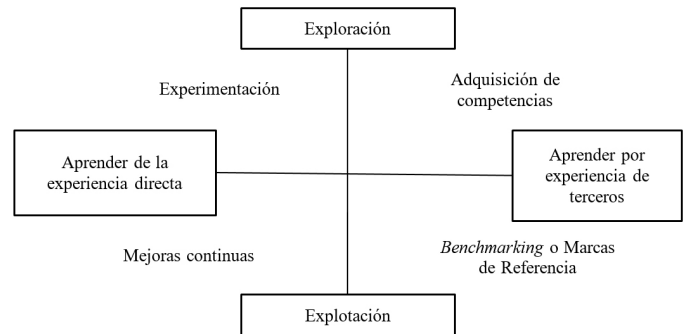 Exploración
Experimentación
Adquisición de
competencias
Aprender de la
experiencia directa
Aprender por
experiencia de
terceros
Mejoras continuas
Benchmarking o Marcas
de Referencia
Explotación